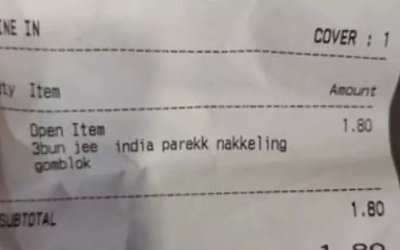 INE IN
COVER : 1
ty Item Amount
Open Item 1.80
3bun jee india parekk nakkeling
gomblok
SUBTOTAL 1.80